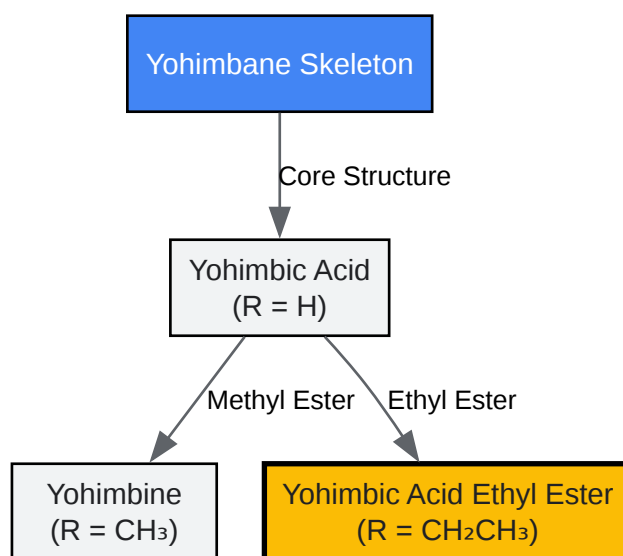 Yohimbane Skeleton
Core Structure
Yohimbic Acid
(R = H)
Methyl Ester
Ethyl Ester
Yohimbine
(R = CH₃)
Yohimbic Acid Ethyl Ester
(R = CH₂CH₃)